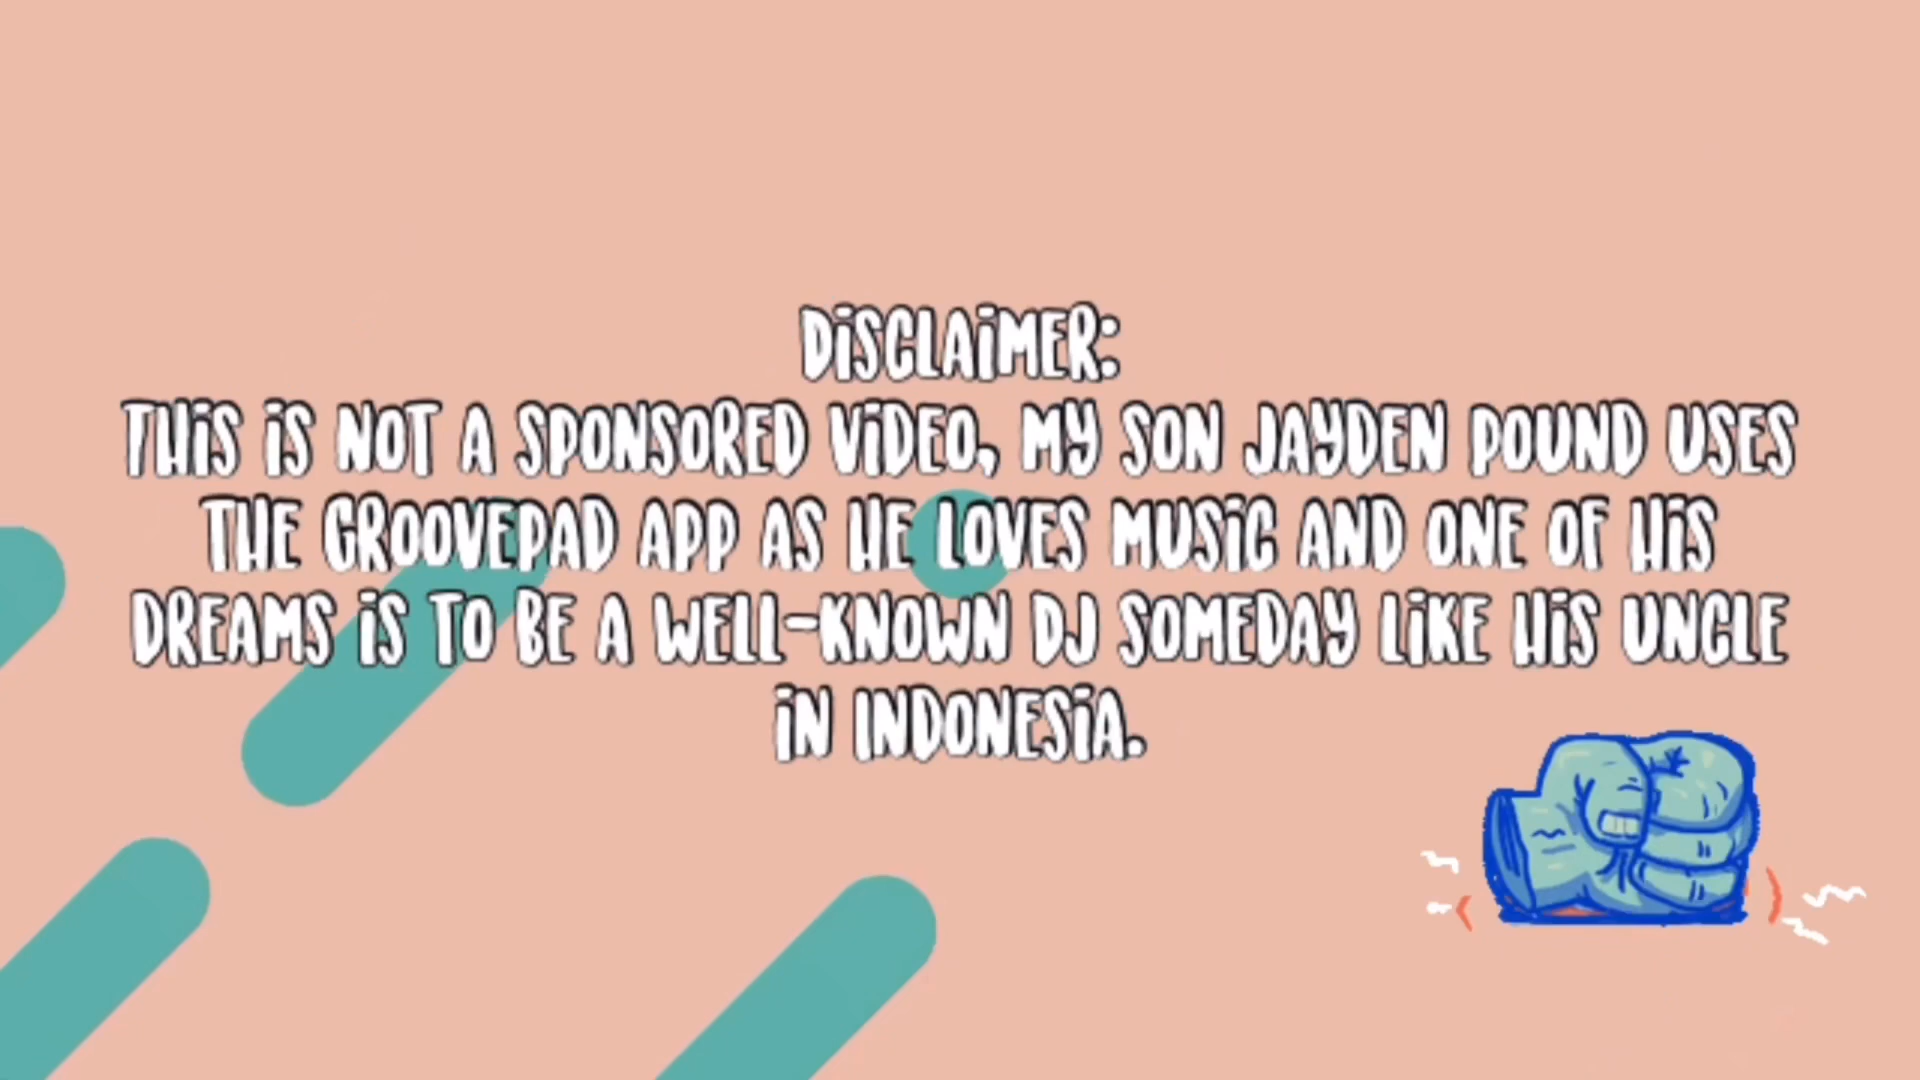 DISCLAIMER:
THIS IS NOT A SPONSORED VIDEO, MY SON JAYDEN POUND USES
THE GROOVEPAD APP AS HE LOVES MUSIC AND ONE OF HIS
DREAMS IS TO BE A WELL-KNOWN DJ SOMEDAY LIKE HIS UNCLE
IN INDONESIA.